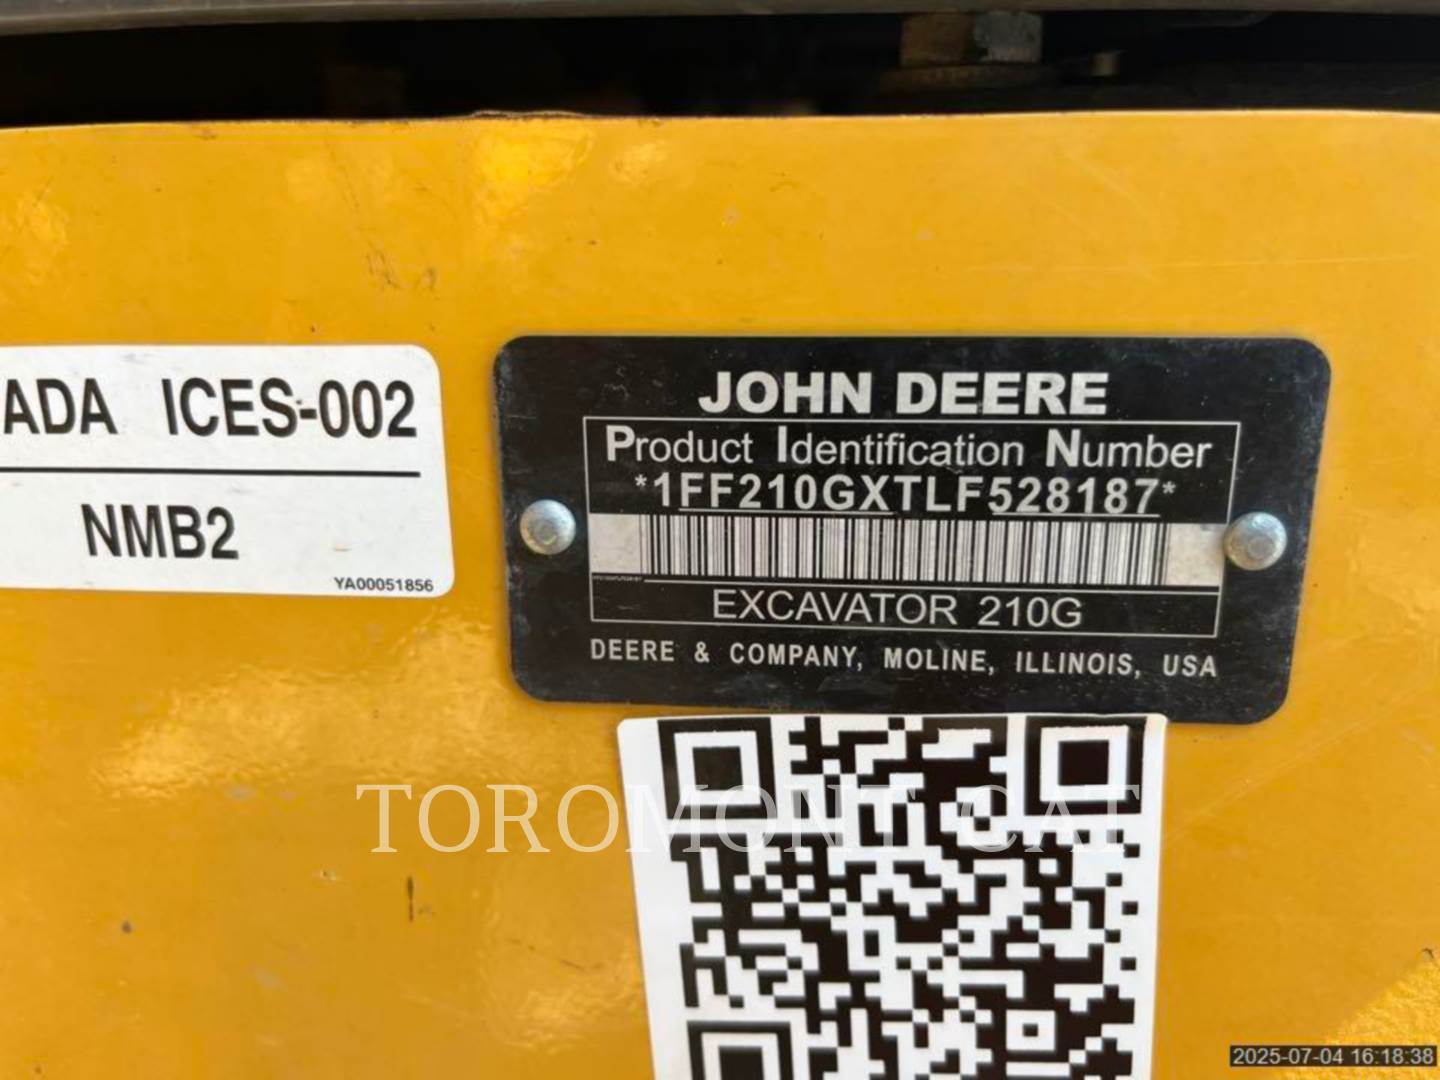 ADA ICES-002
NMB2
YA00051856
JOHN DEERE
Product Identification Number
*1FF210GXTLF528187*
EXCAVATOR 210G
DEERE & COMPANY, MOLINE, ILLINOIS, USA
TOROMONT CAT
2025-07-04 16:18:38